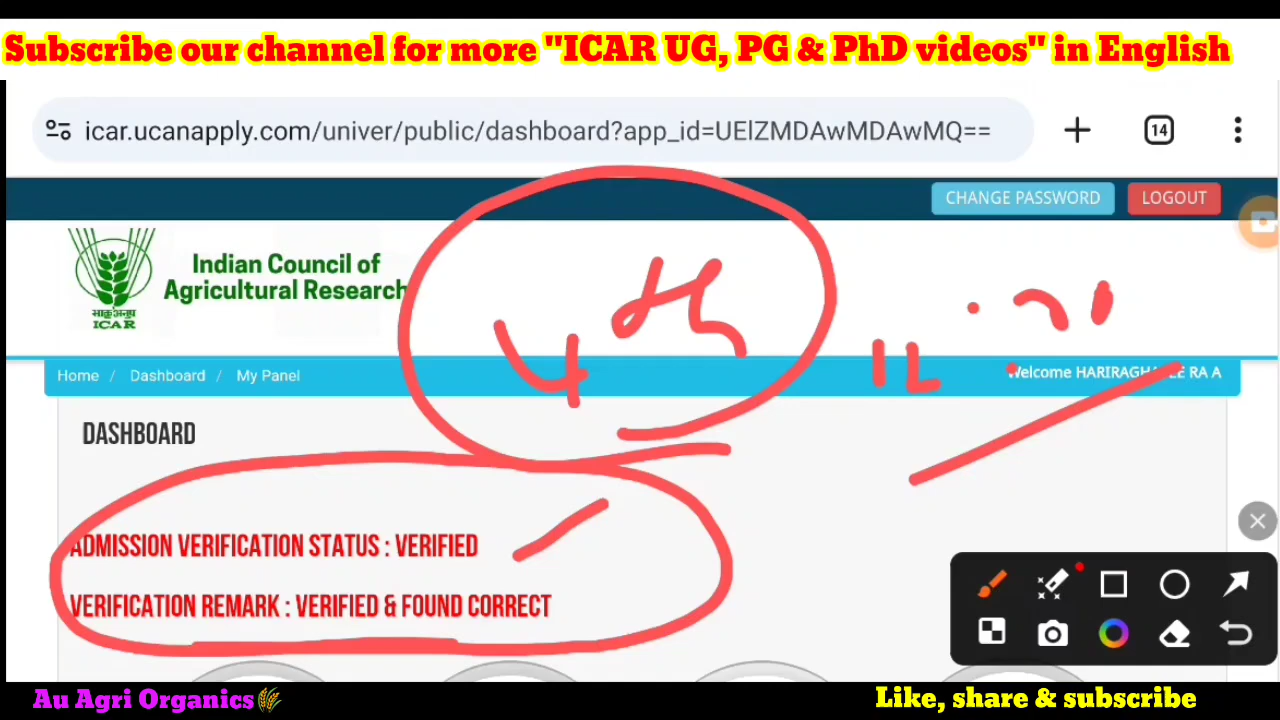 Subscribe our channel for more "ICAR UG, PG & PhD videos" in English
icar.ucanapply.com/univer/public/dashboard?app_id=UElZMDAwMDAwMQ==
14
CHANGE PASSWORD
LOGOUT
Indian Council of
Agricultural Research
भाकृअनुप
ICAR
4th
Home / Dashboard / My Panel
Welcome
DASHBOARD
ADMISSION VERIFICATION STATUS : VERIFIED
VERIFICATION REMARK : VERIFIED & FOUND CORRECT
Au Agri Organics
Like, share & subscribe